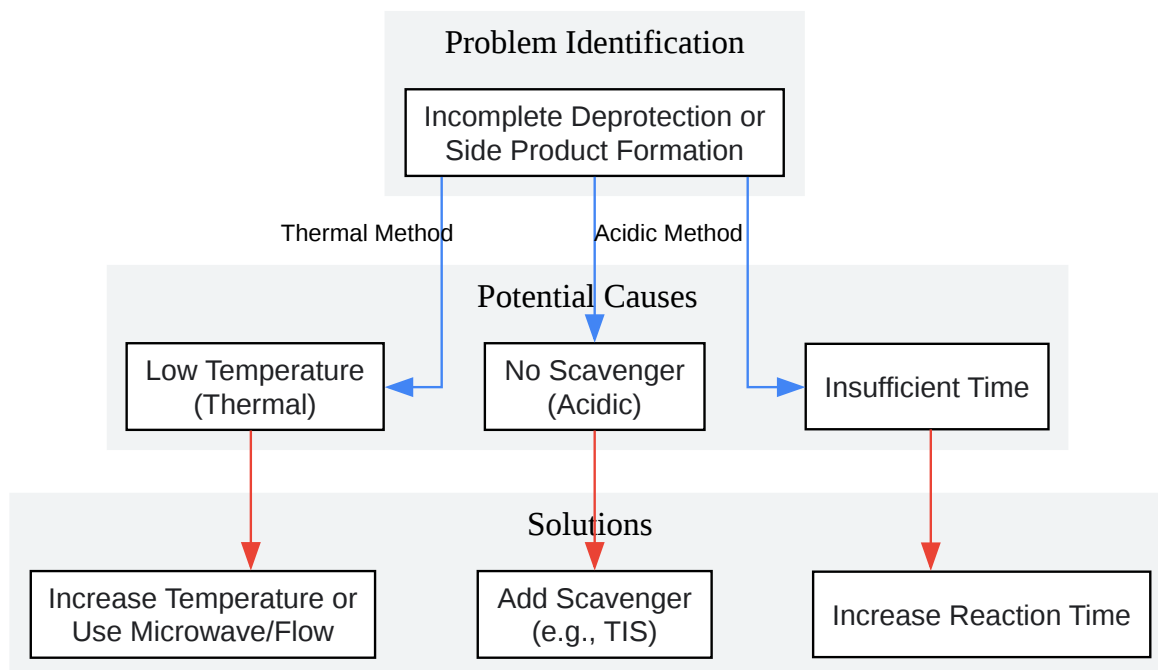 Problem Identification
Incomplete Deprotection or
Side Product Formation
Thermal Method
Acidic Method
Potential Causes
Low Temperature
(Thermal)
No Scavenger
(Acidic)
Insufficient Time
Solutions
Increase Temperature or
Use Microwave/Flow
Add Scavenger
(e.g., TIS)
Increase Reaction Time